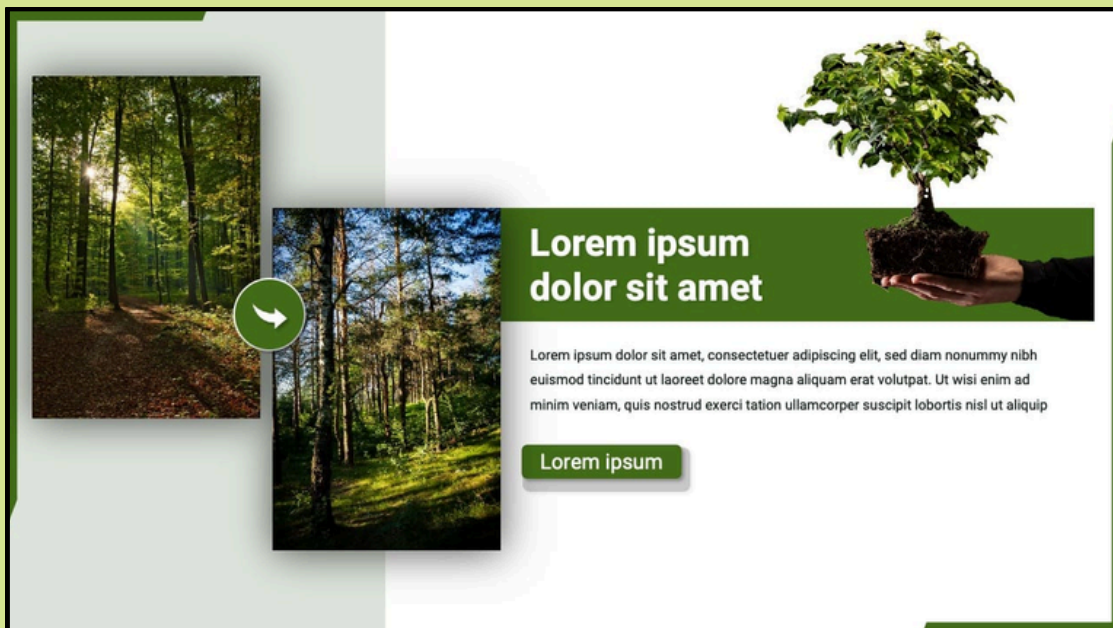 Lorem ipsum
dolor sit amet
Lorem ipsum dolor sit amet, consectetuer adipiscing elit, sed diam nonummy nibh
euismod tincidunt ut laoreet dolore magna aliquam erat volutpat. Ut wisi enim ad
minim veniam, quis nostrud exerci tation ullamcorper suscipit lobortis nisl ut aliquip
Lorem ipsum